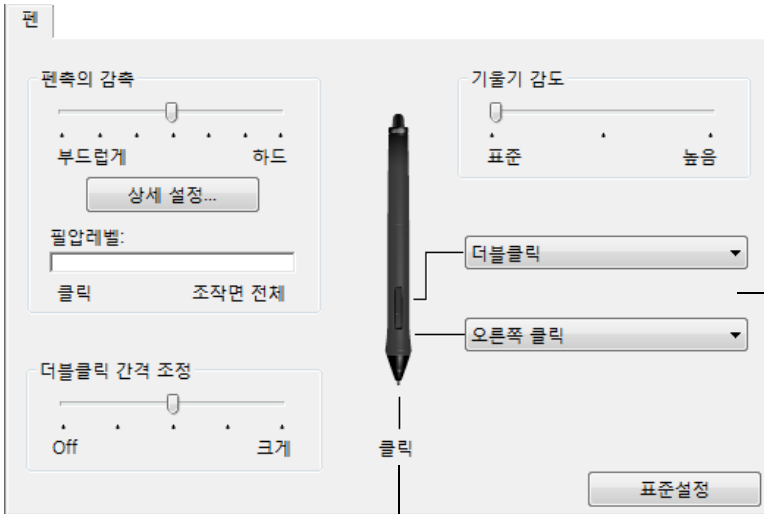 펜
펜촉의 감촉
부드럽게 하드
상세 설정...
필압레벨:
클릭 조작면 전체
더블클릭 간격 조정
Off 크게
클릭
기울기 감도
표준 높음
더블클릭
오른쪽 클릭
표준설정